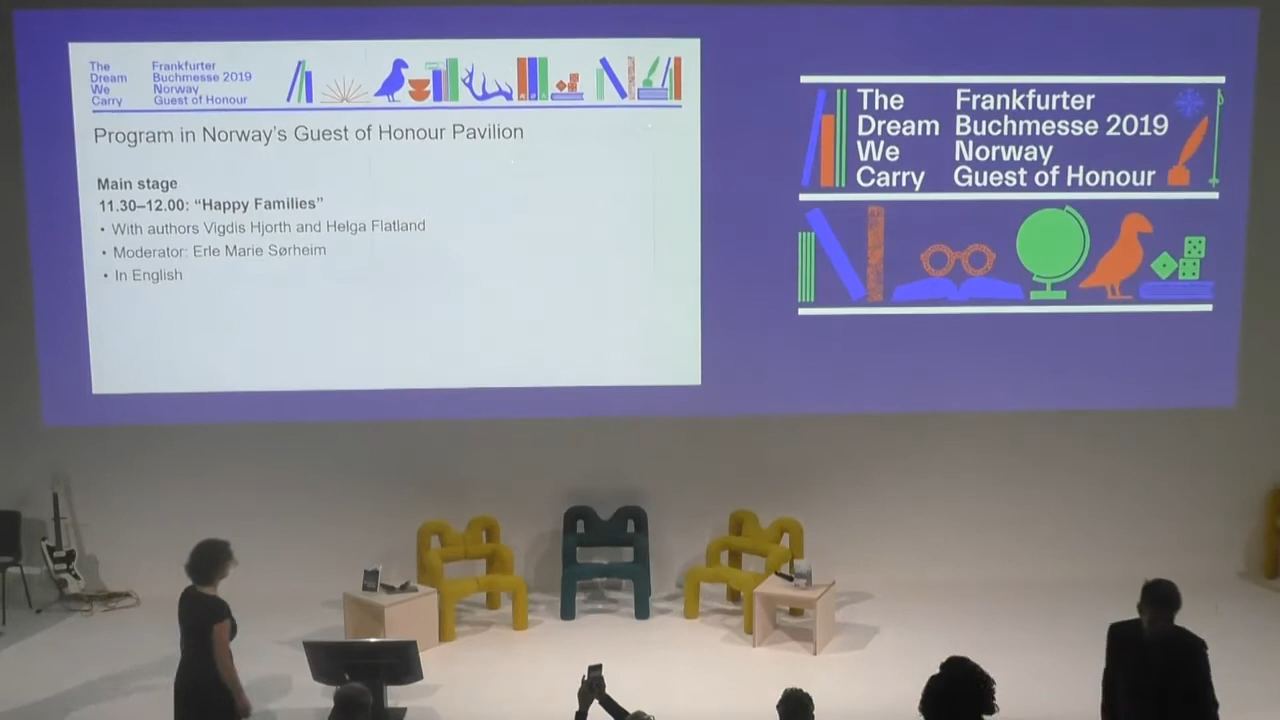 The
Dream
We
Carry
Frankfurter
Buchmesse 2019
Norway
Guest of Honour
Program in Norway's Guest of Honour Pavilion
Main stage
11.30–12.00: “Happy Families”
• With authors Vigdis Hjorth and Helga Flatland
• Moderator: Erle Marie Sørheim
• In English
The
Dream
We
Carry
Frankfurter
Buchmesse 2019
Norway
Guest of Honour